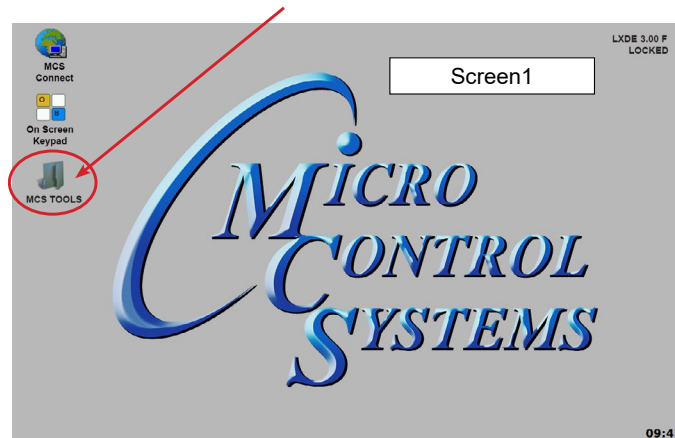 MCS
Connect
On Screen
Keypad
MCS TOOLS
Screen1
LXDE 3.00 F
LOCKED
MICRO
CONTROL
SYSTEMS
09:4